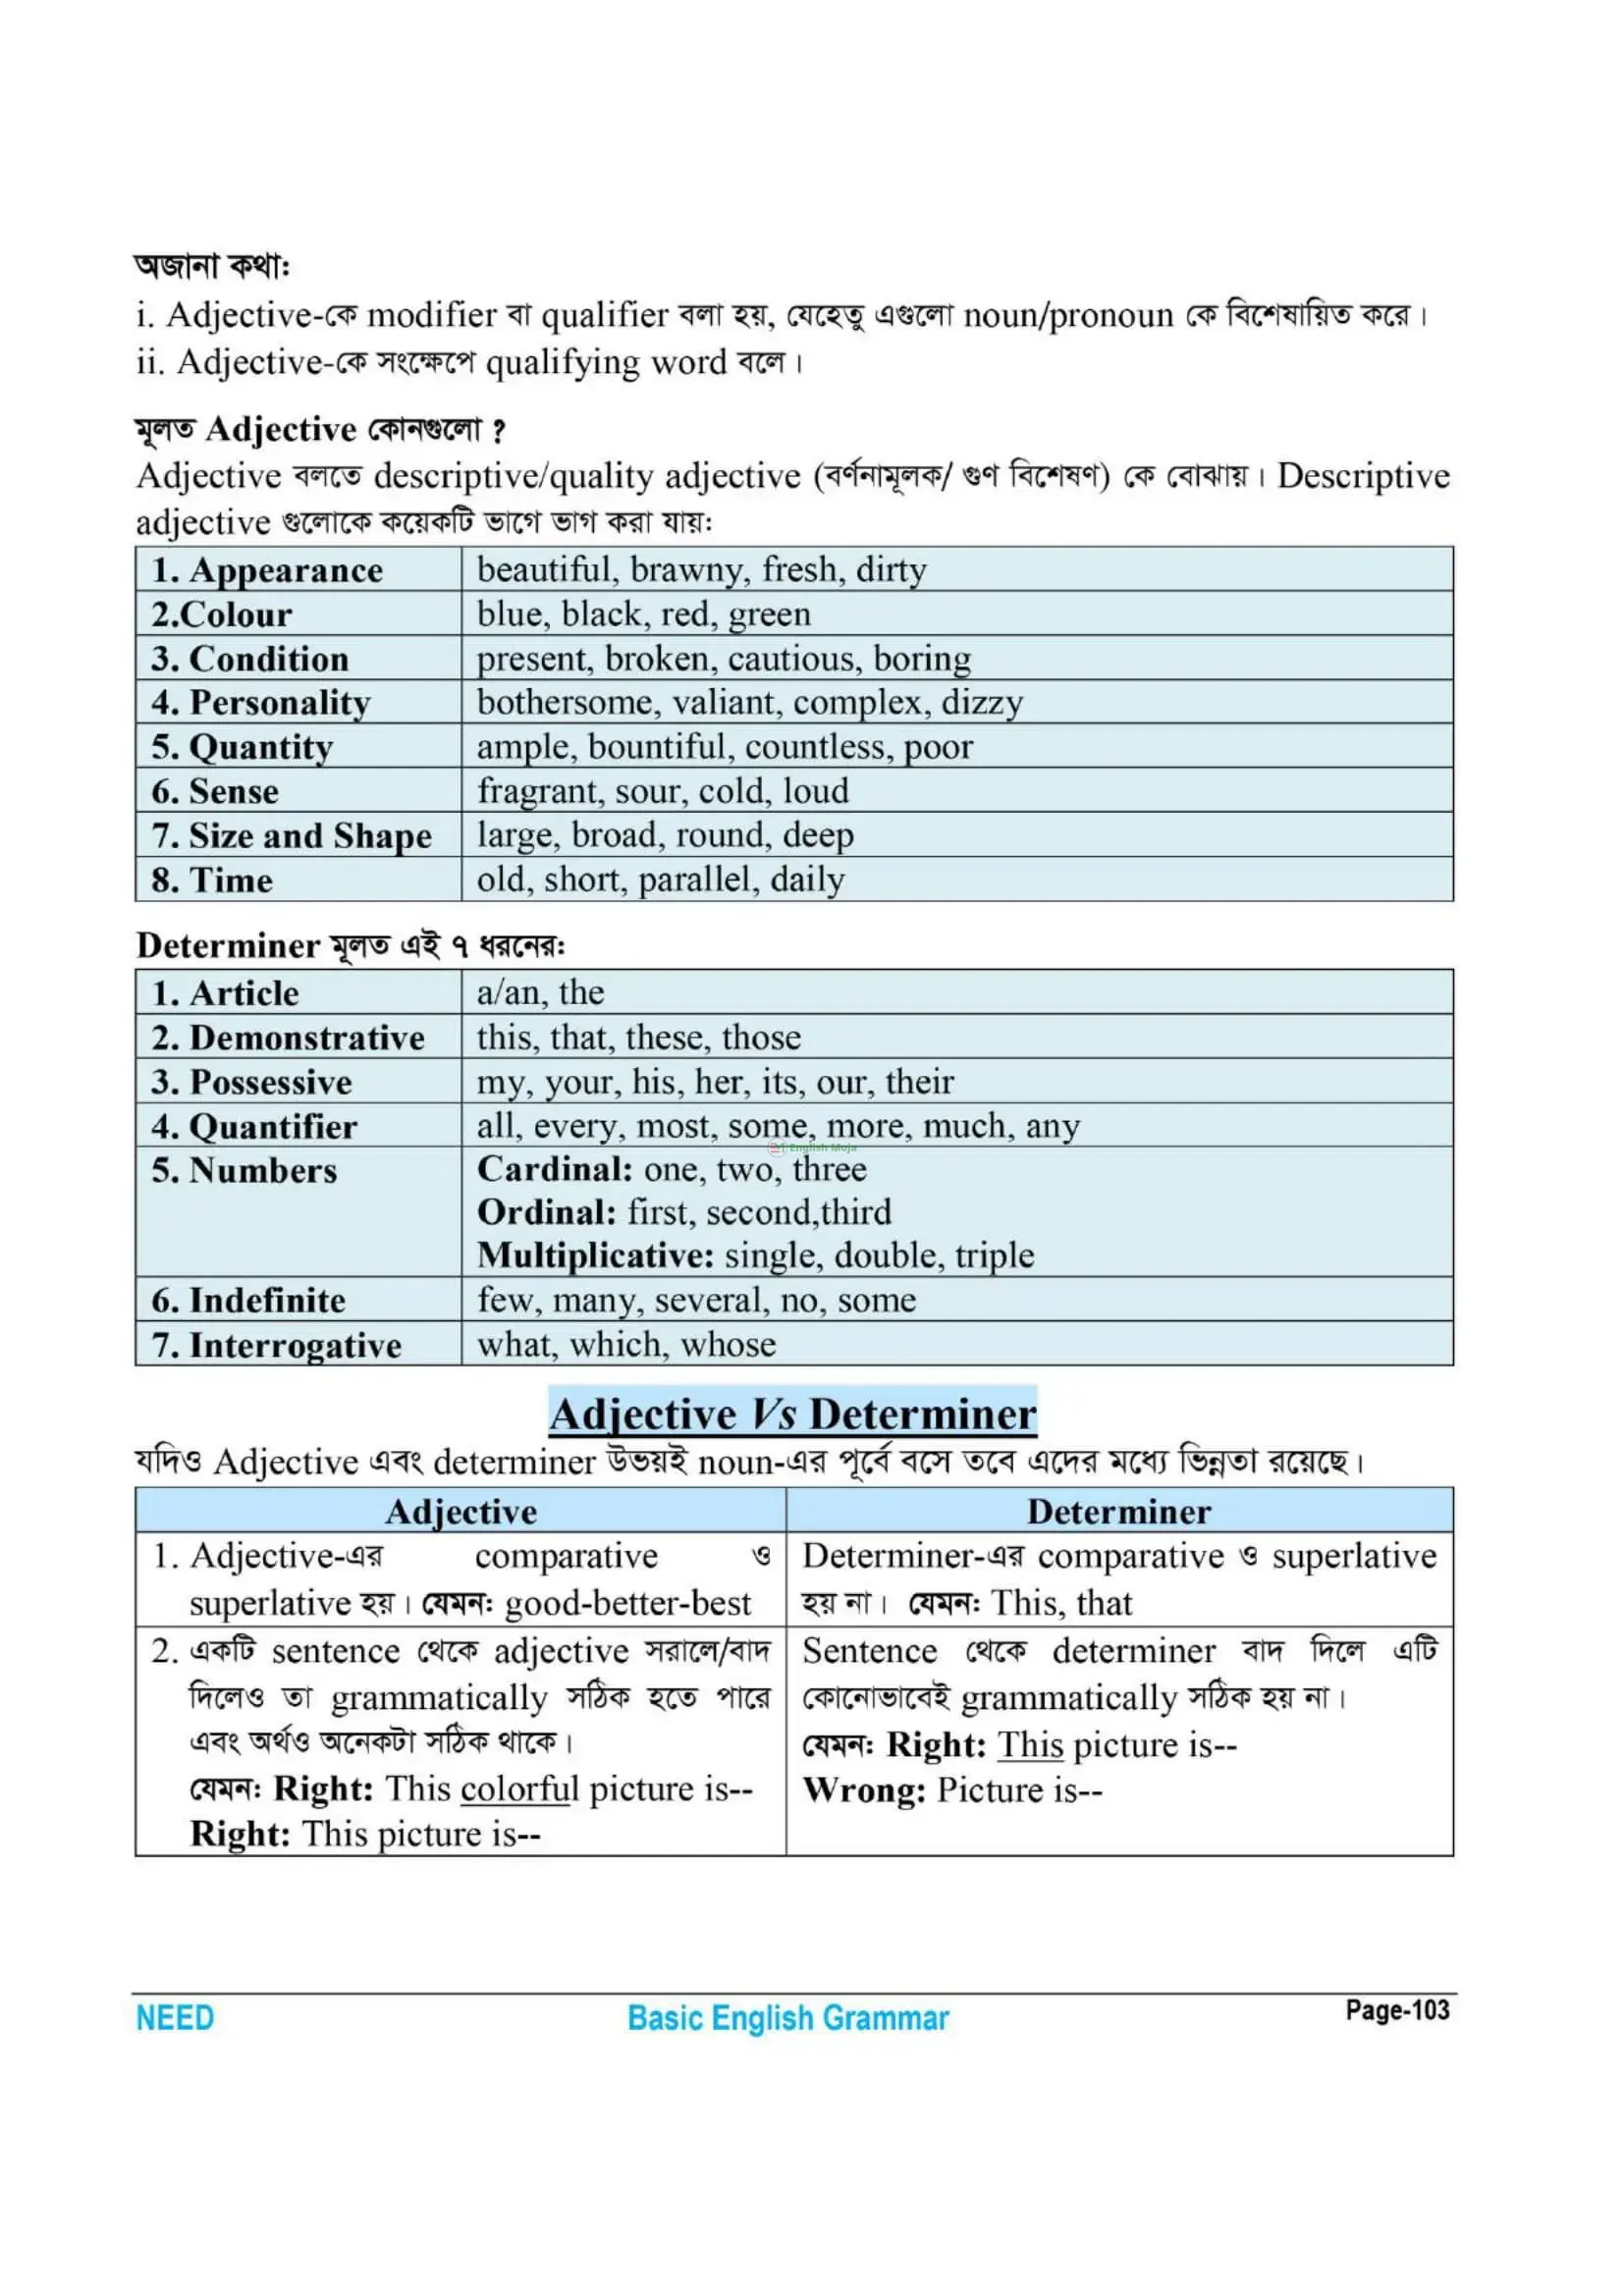 অজানা কথাঃ
i. Adjective-কে modifier বা qualifier বলা হয়, যেহেতু এগুলো noun/pronoun কে বিশেষায়িত করে।
ii. Adjective-কে সংক্ষেপে qualifying word বলে।
মূলত Adjective কোনগুলো ?
Adjective বলতে descriptive/quality adjective (বর্ণনামূলক/ গুণ বিশেষণ) কে বোঝায়। Descriptive
adjective গুলোকে কয়েকটি ভাগে ভাগ করা যায়ঃ
1. Appearance beautiful, brawny, fresh, dirty
2.Colour blue, black, red, green
3. Condition present, broken, cautious, boring
4. Personality bothersome, valiant, complex, dizzy
5. Quantity ample, bountiful, countless, poor
6. Sense fragrant, sour, cold, loud
7. Size and Shape large, broad, round, deep
8. Time old, short, parallel, daily
Determiner মূলত এই ৭ ধরনেরঃ
1. Article a/an, the
2. Demonstrative this, that, these, those
3. Possessive my, your, his, her, its, our, their
4. Quantifier all, every, most, some, more, much, any
English Moja
5. Numbers Cardinal: one, two, three
Ordinal: first, second,third
Multiplicative: single, double, triple
6. Indefinite few, many, several, no, some
7. Interrogative what, which, whose
Adjective Vs Determiner
যদিও Adjective এবং determiner উভয়ই noun-এর পূর্বে বসে তবে এদের মধ্যে ভিন্নতা রয়েছে।
Adjective Determiner
1. Adjective-এর comparative ও
superlative হয়। যেমনঃ good-better-best
Determiner-এর comparative ও superlative
হয় না। যেমনঃ This, that
2. একটি sentence থেকে adjective সরালে/বাদ
দিলেও তা grammatically সঠিক হতে পারে
এবং অর্থও অনেকটা সঠিক থাকে।
যেমনঃ Right: This colorful picture is--
Right: This picture is--
Sentence থেকে determiner বাদ দিলে এটি
কোনোভাবেই grammatically সঠিক হয় না।
যেমনঃ Right: This picture is--
Wrong: Picture is--
NEED Basic English Grammar Page-103